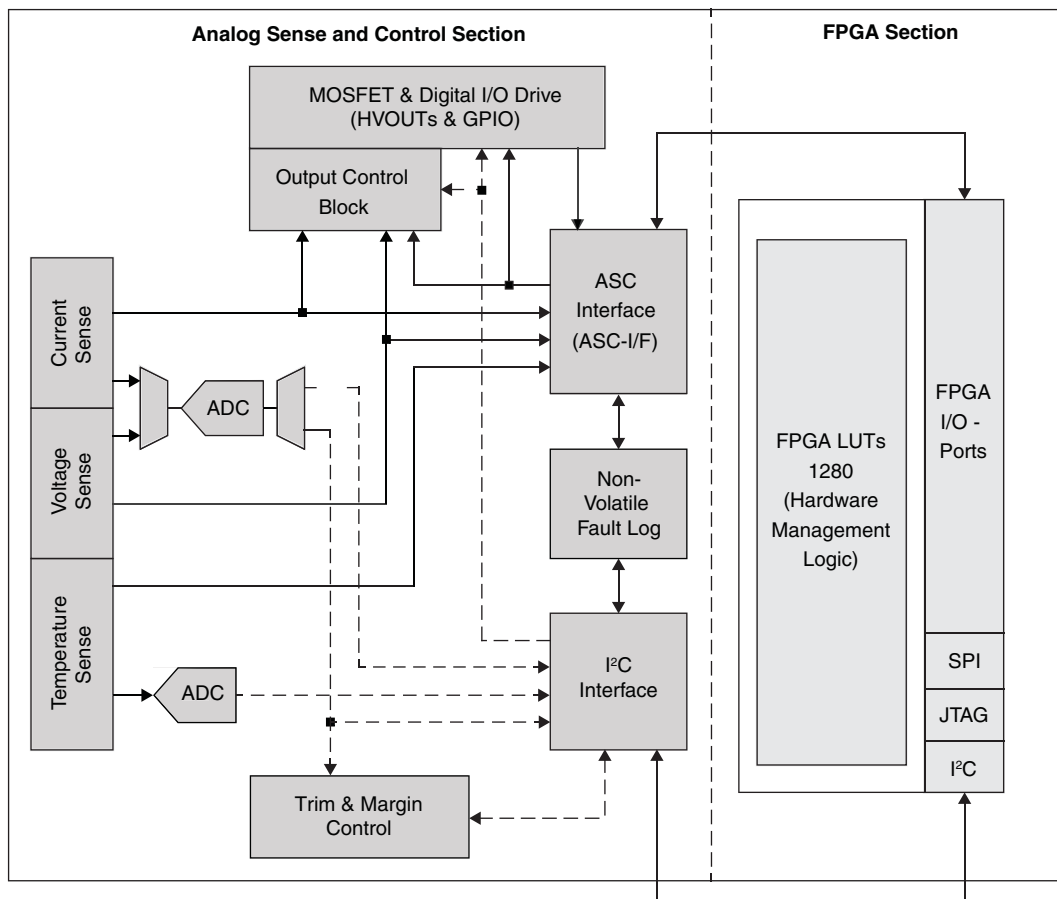 Analog Sense and Control Section
FPGA Section
MOSFET & Digital I/O Drive
(HVOUTs & GPIO)
Output Control
Block
ASC
Interface
(ASC-I/F)
Current
Sense
ADC
Voltage
Sense
Non-
Volatile
Fault Log
Temperature
Sense
ADC
I²C
Interface
Trim & Margin
Control
FPGA LUTs
1280
(Hardware
Management
Logic)
FPGA
I/O -
Ports
SPI
JTAG
I²C